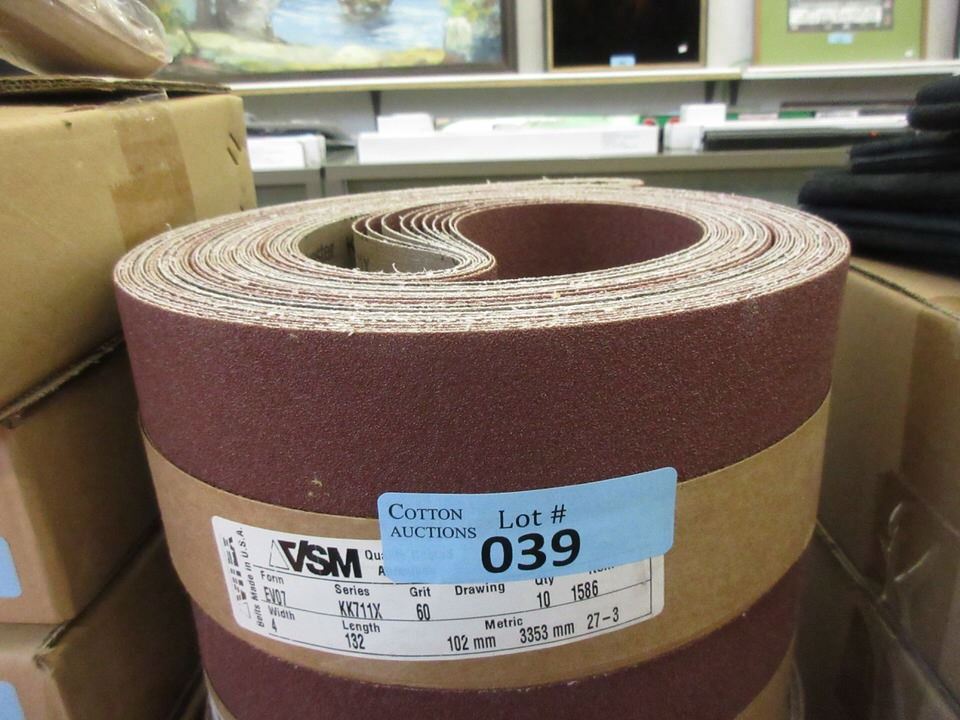 COTTON
AUCTIONS
Lot #
039
VSM
Belts Made in U.S.A.
Form Series Grit Drawing Qty
EV07 KK711X 60 10 1586
Width Length Metric
4 132 102 mm 3353 mm 27-3